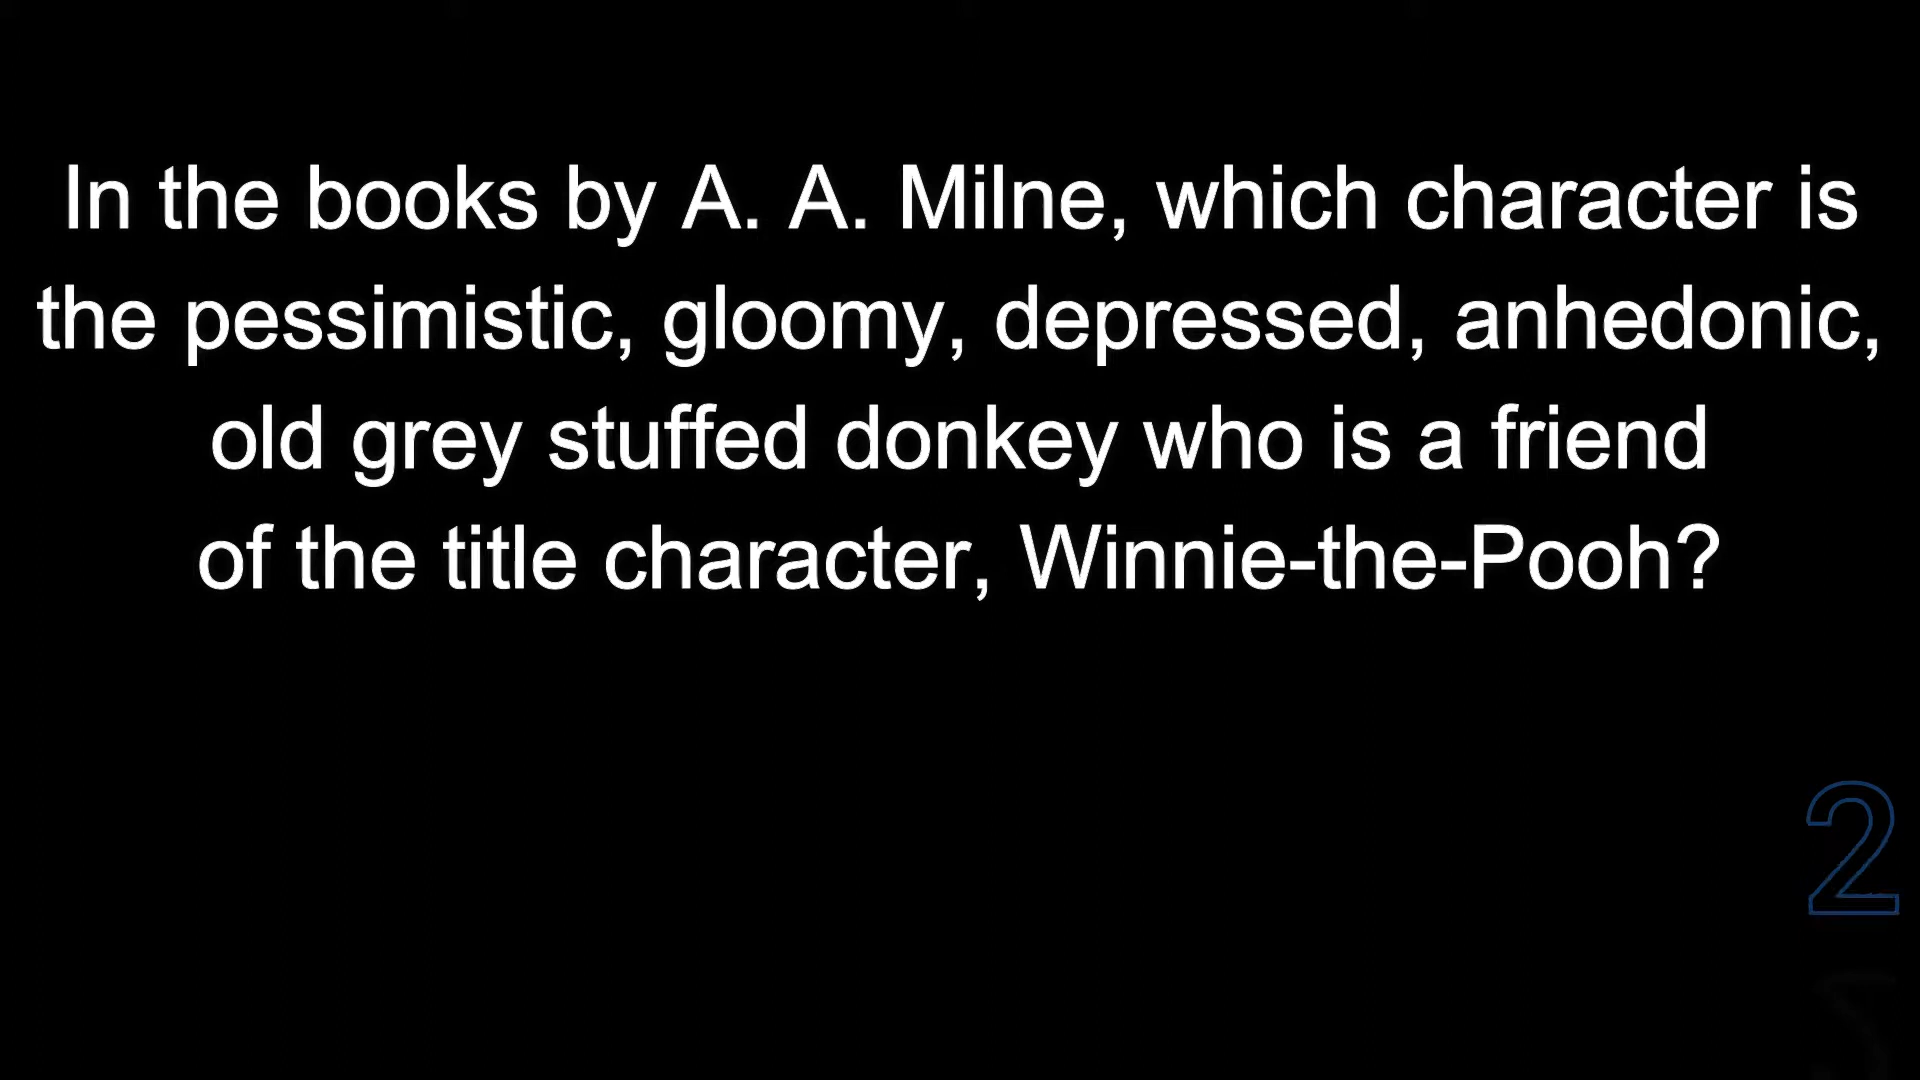 In the books by A. A. Milne, which character is
the pessimistic, gloomy, depressed, anhedonic,
old grey stuffed donkey who is a friend
of the title character, Winnie-the-Pooh?
2